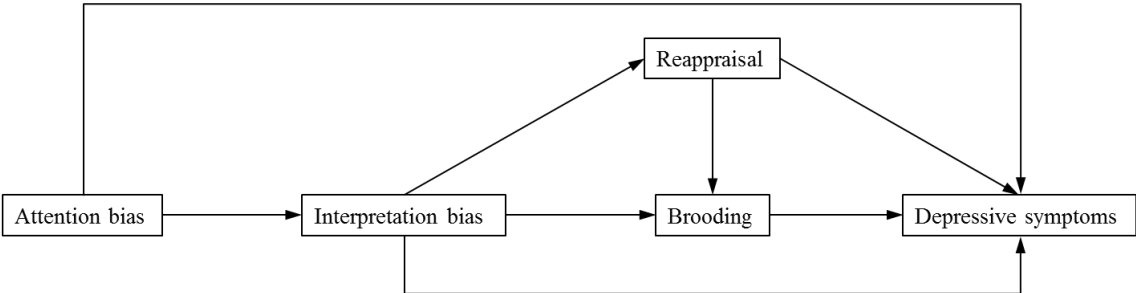 Reappraisal
Attention bias
Interpretation bias
Brooding
Depressive symptoms